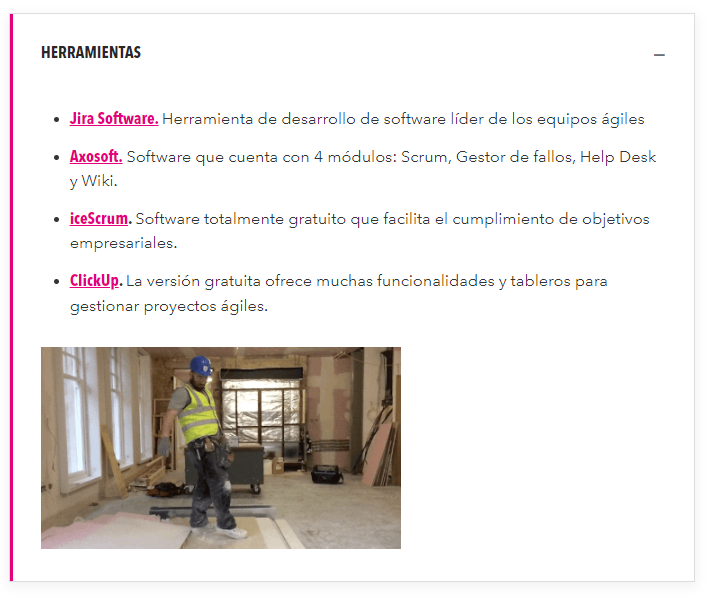 HERRAMIENTAS
Jira Software. Herramienta de desarrollo de software líder de los equipos ágiles
Axosoft. Software que cuenta con 4 módulos: Scrum, Gestor de fallos, Help Desk
y Wiki.
iceScrum. Software totalmente gratuito que facilita el cumplimiento de objetivos
empresariales.
ClickUp. La versión gratuita ofrece muchas funcionalidades y tableros para
gestionar proyectos ágiles.